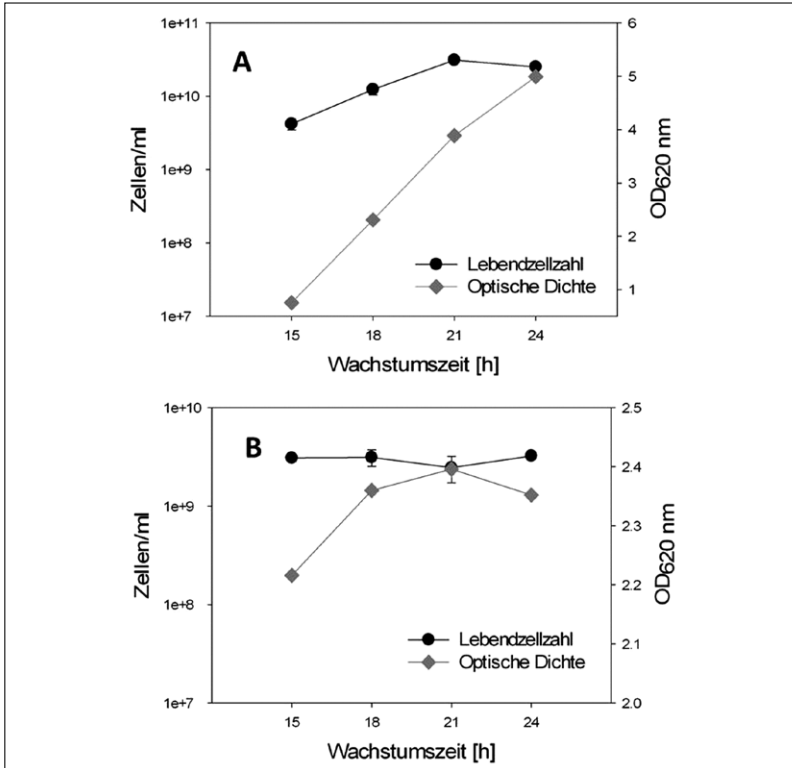 A
1e+11
1e+10
1e+9
1e+8
1e+7
Zellen/ml
6
5
4
3
2
1
OD620 nm
Lebendzellzahl
Optische Dichte
15 18 21 24
Wachstumszeit [h]
B
1e+10
1e+9
1e+8
1e+7
Zellen/ml
2.5
2.4
2.3
2.2
2.1
2.0
OD620 nm
Lebendzellzahl
Optische Dichte
15 18 21 24
Wachstumszeit [h]